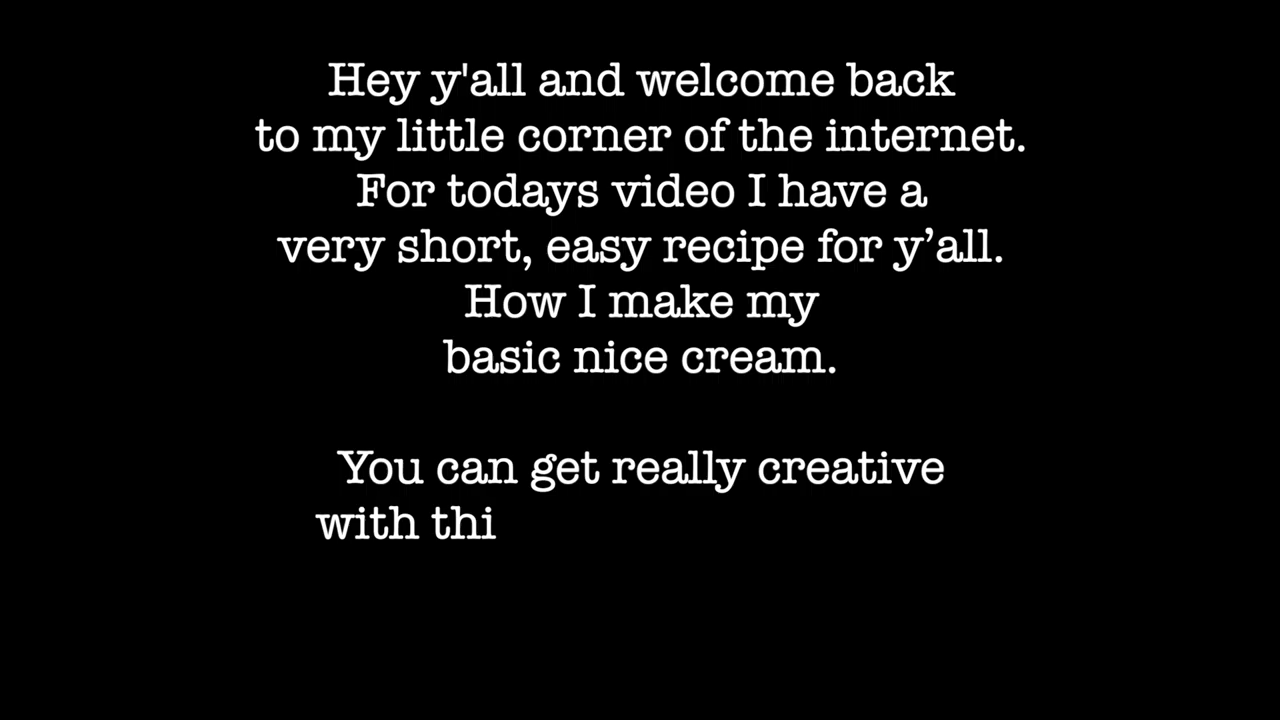 Hey y'all and welcome back
to my little corner of the internet.
For todays video I have a
very short, easy recipe for y’all.
How I make my
basic nice cream.
You can get really creative
with thi